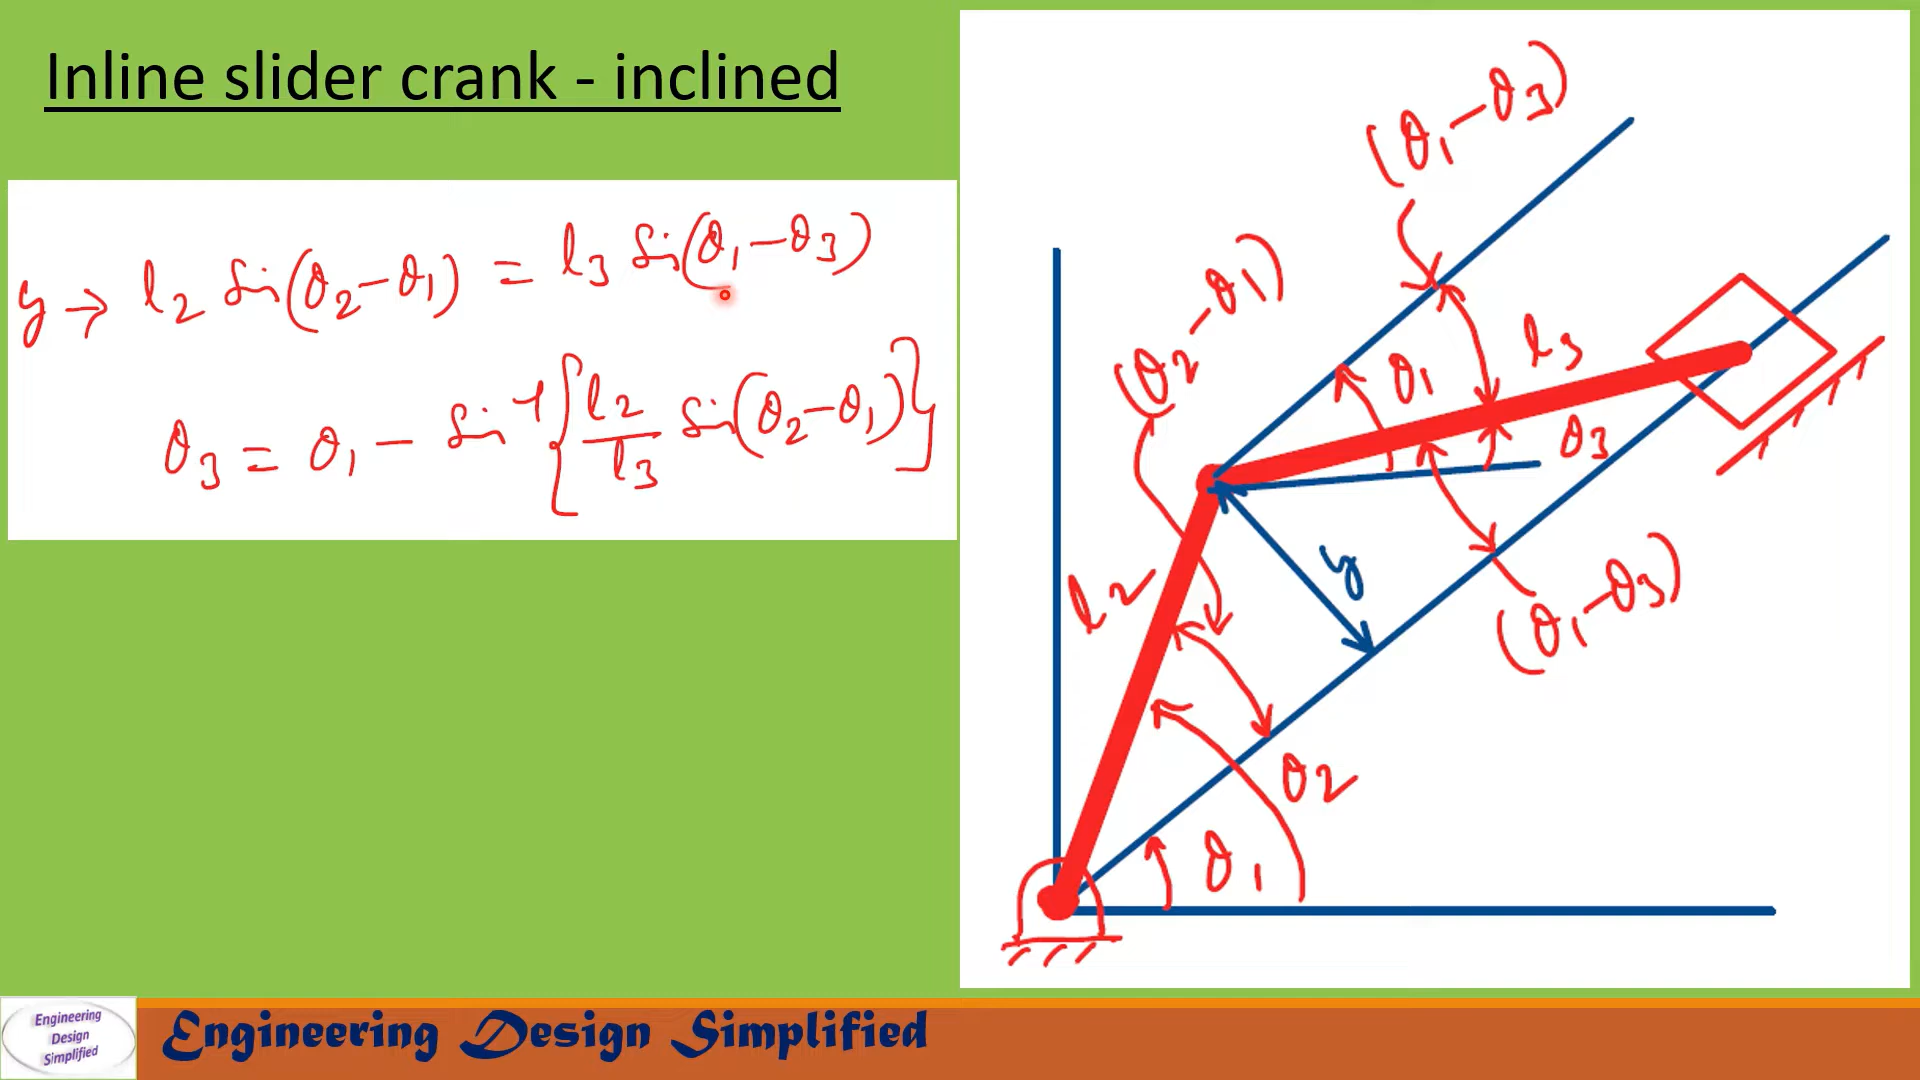 Inline slider crank - inclined
y → l2 sin(θ2-θ1) = l3 sin(θ1-θ3)
θ3 = θ1 - sin-1{l2/l3 sin(θ2-θ1)}
(θ1-θ3)
(θ2-θ1)
l3
θ1
θ3
y
l2
(θ1-θ3)
θ2
θ1
Engineering
Design
Simplified
Engineering Design Simplified